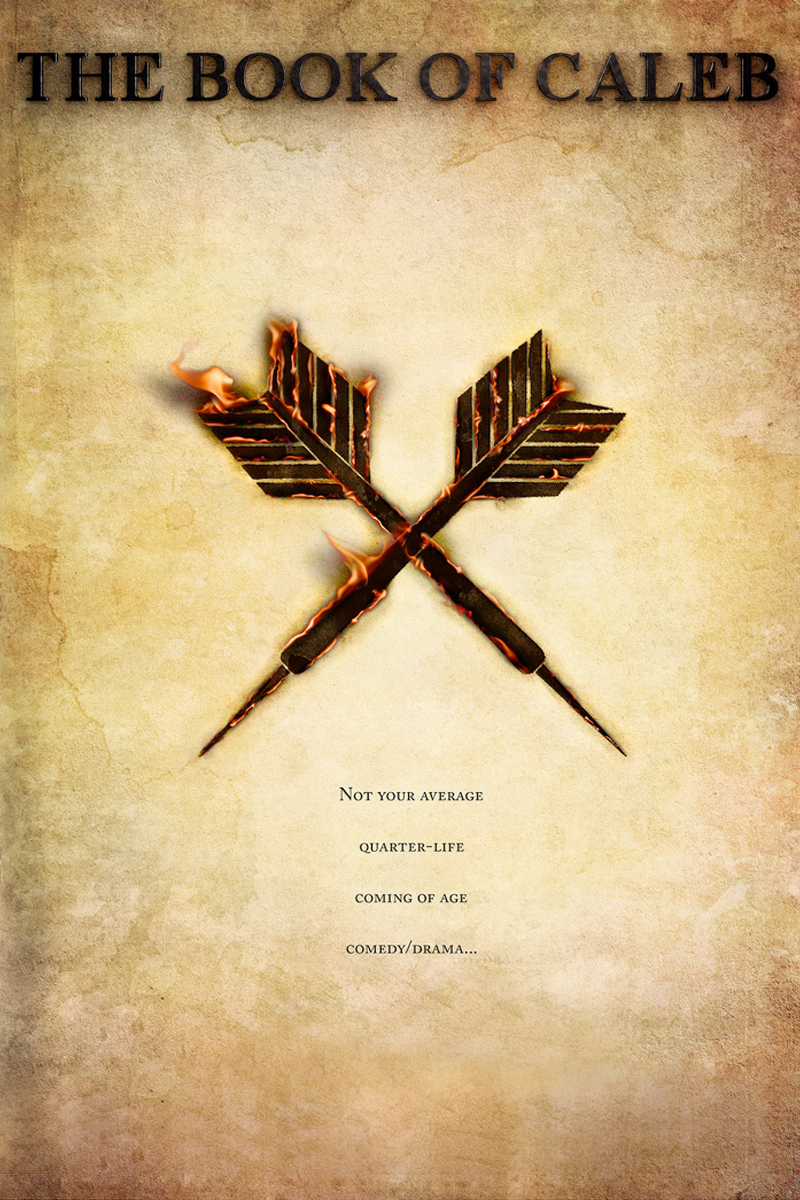 THE BOOK OF CALEB
Not your average
quarter-life
coming of age
comedy/drama...